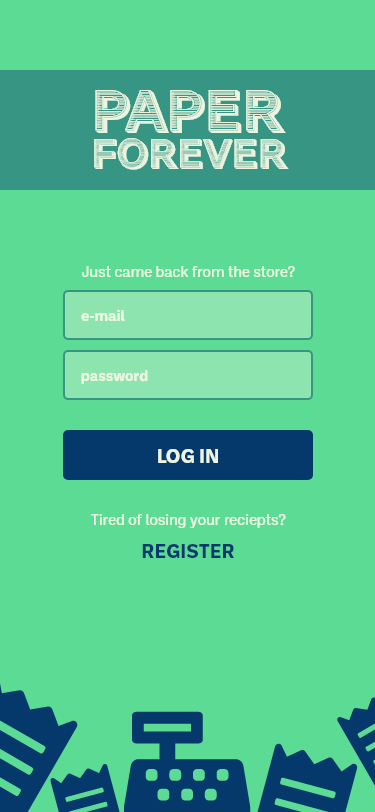 PAPER
FOREVER
Just came back from the store?
e-mail
password
LOG IN
Tired of losing your reciepts?
REGISTER